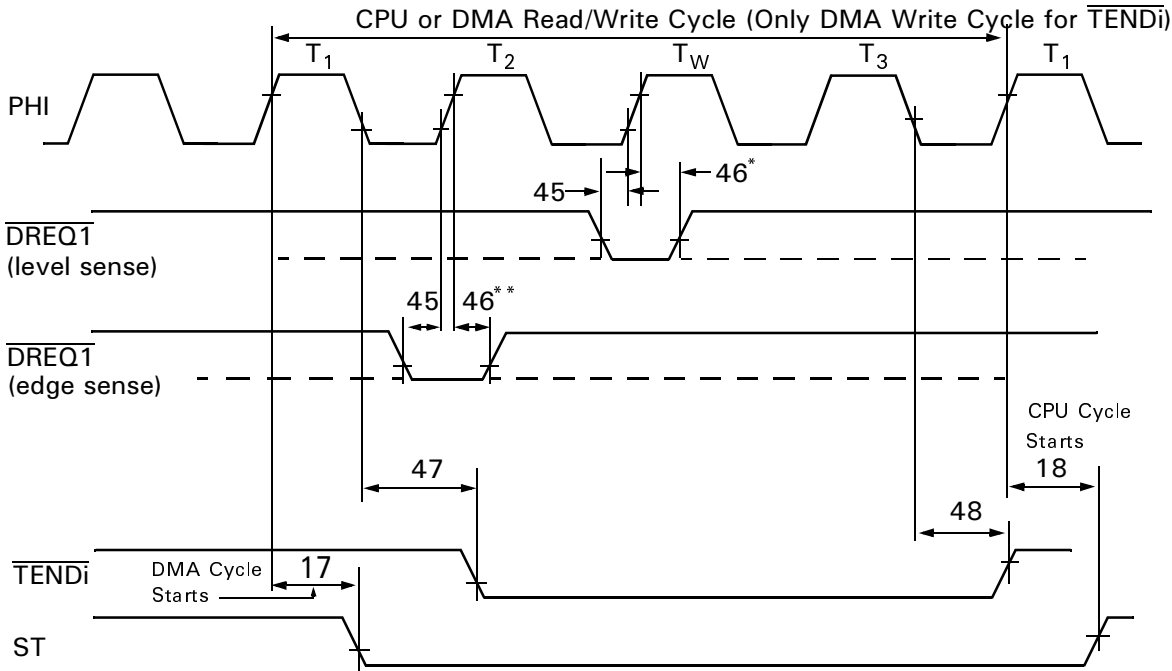 CPU or DMA Read/Write Cycle (Only DMA Write Cycle for TENDi)
T1 T2 TW T3 T1
PHI
45 46*
DREQ1
(level sense)
45 46**
DREQ1
(edge sense)
CPU Cycle
Starts
47 18
48
TENDi
DMA Cycle
Starts
17
ST